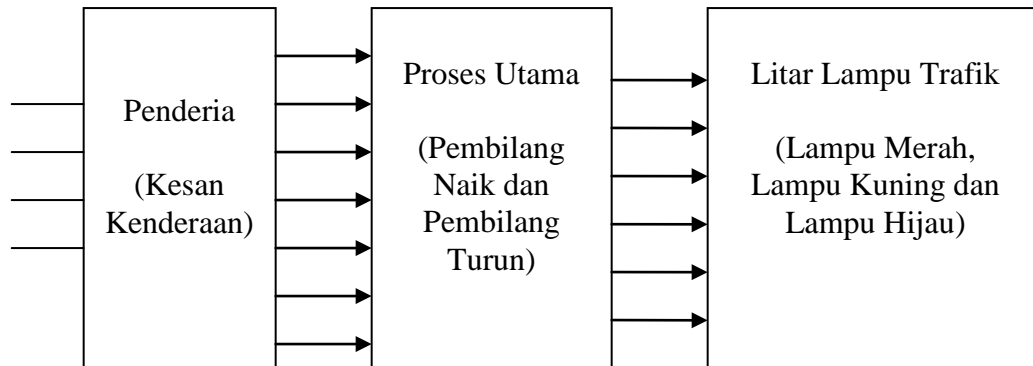 Penderia
(Kesan
Kenderaan)
Proses Utama
(Pembilang
Naik dan
Pembilang
Turun)
Litar Lampu Trafik
(Lampu Merah,
Lampu Kuning dan
Lampu Hijau)